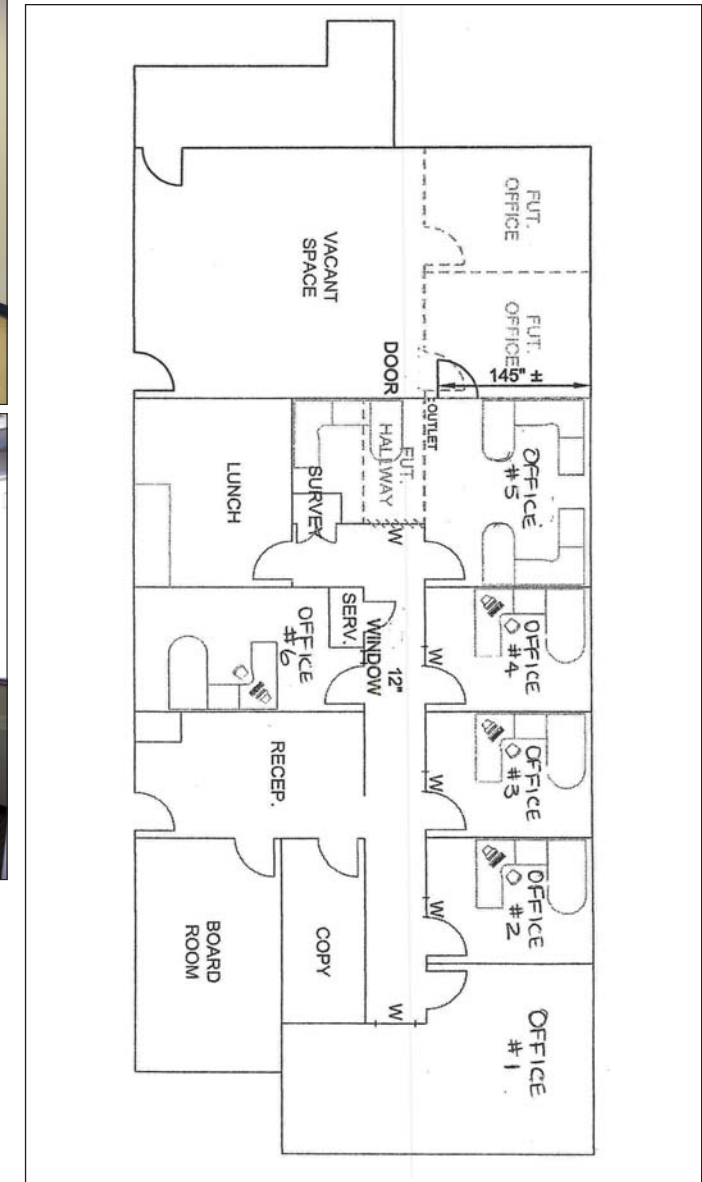 FUT.
OFFICE
FUT.
OFFICE
VACANT
SPACE
DOOR
145" ±
OUTLET
OFFICE
#5
FUT.
HALLWAY
SURVEY
LUNCH
W
SERV.
WINDOW
12"
OFFICE
#6
W
OFFICE
#4
RECEP.
W
OFFICE
#3
W
OFFICE
#2
COPY
BOARD
ROOM
W
OFFICE
#1